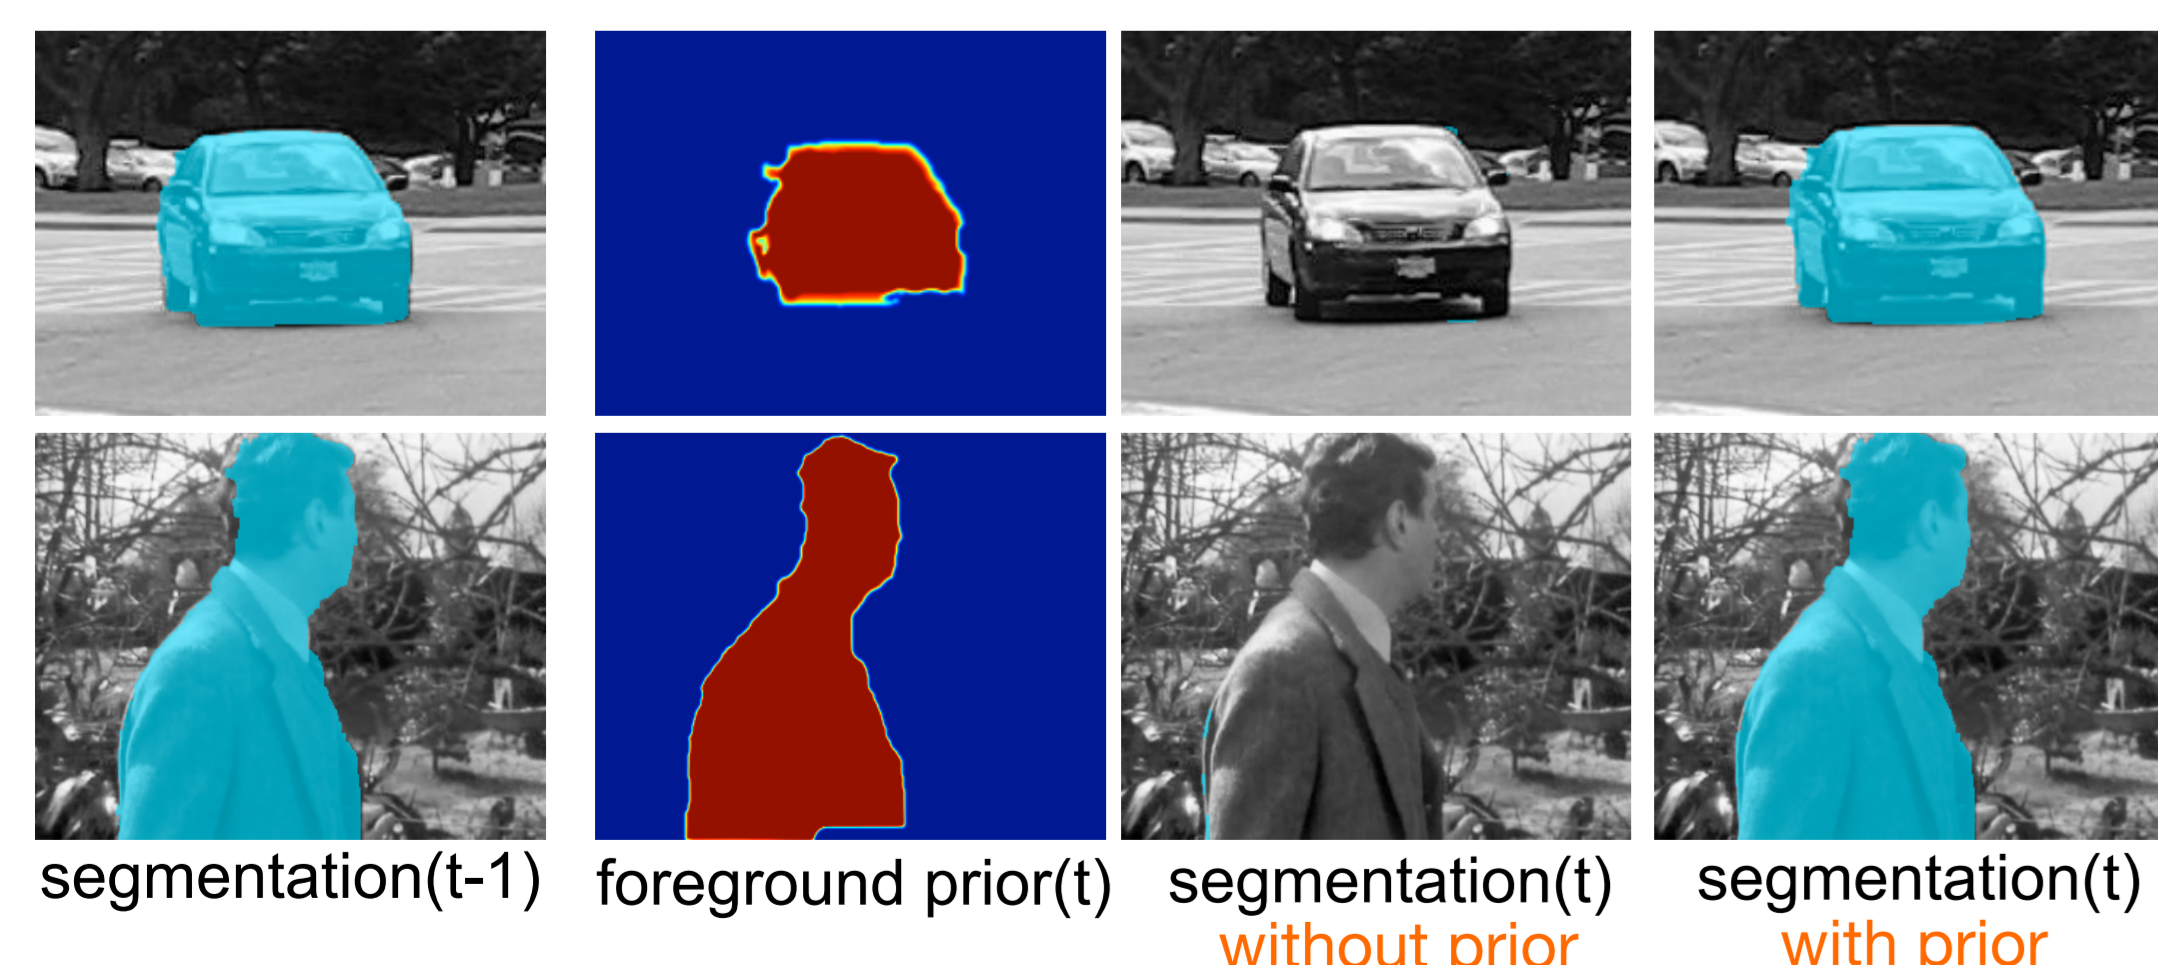 segmentation(t-1)
foreground prior(t)
segmentation(t)
without prior
segmentation(t)
with prior